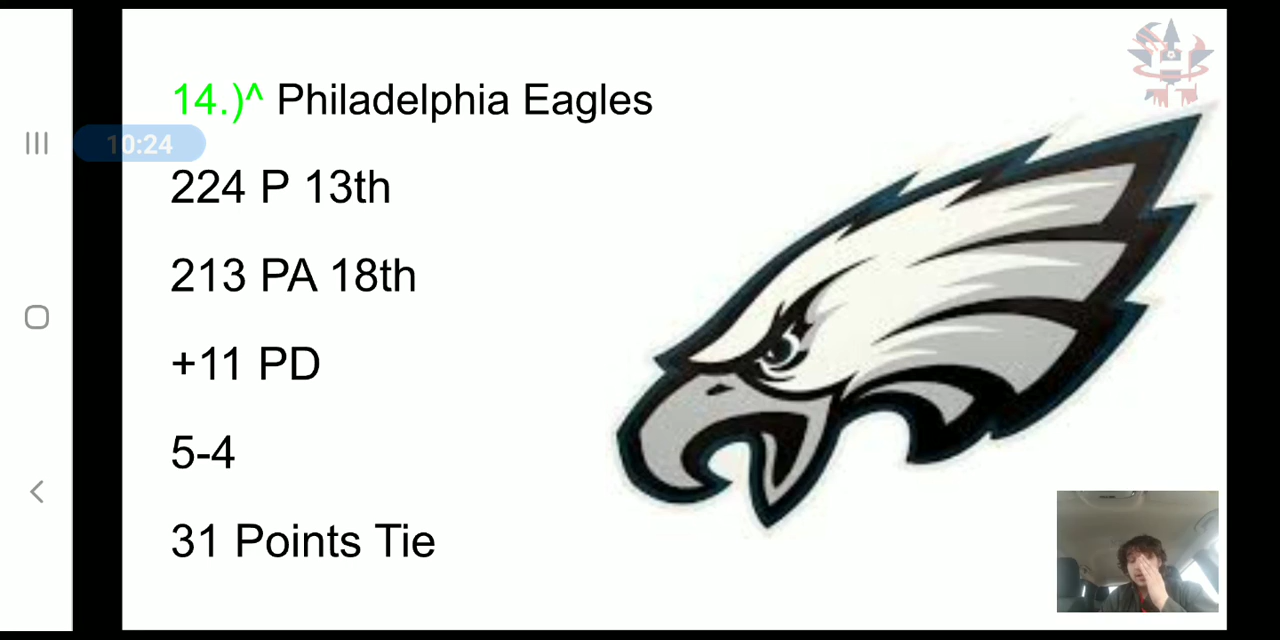 14.)^ Philadelphia Eagles
10:24
224 P 13th
213 PA 18th
+11 PD
5-4
31 Points Tie